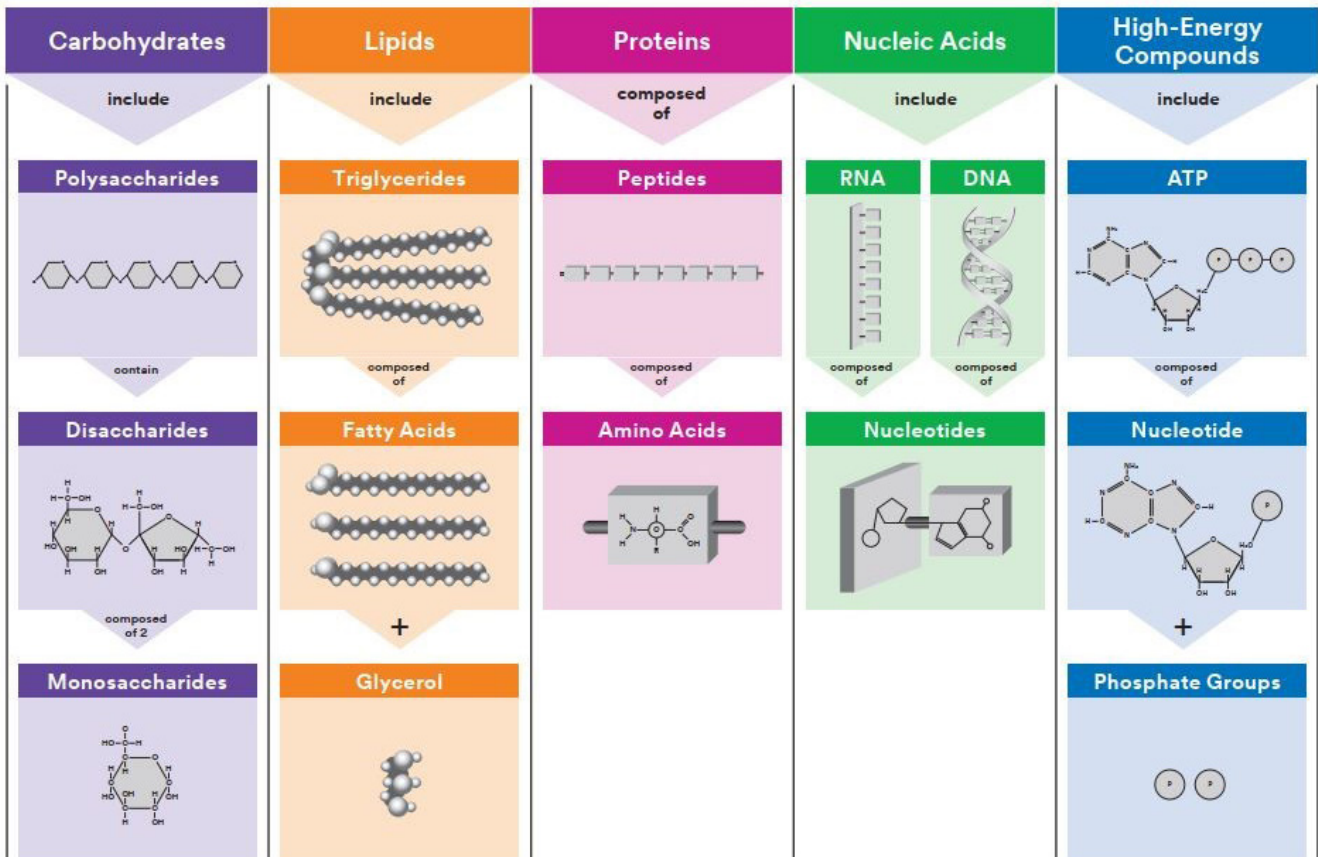 Carbohydrates
Lipids
Proteins
Nucleic Acids
High-Energy
Compounds
include
include
composed
of
include
include
Polysaccharides
Triglycerides
Peptides
RNA
DNA
ATP
contain
composed
of
composed
of
composed
of
composed
of
composed
of
Disaccharides
Fatty Acids
Amino Acids
Nucleotides
Nucleotide
composed
of 2
+
+
Monosaccharides
Glycerol
Phosphate Groups
P P